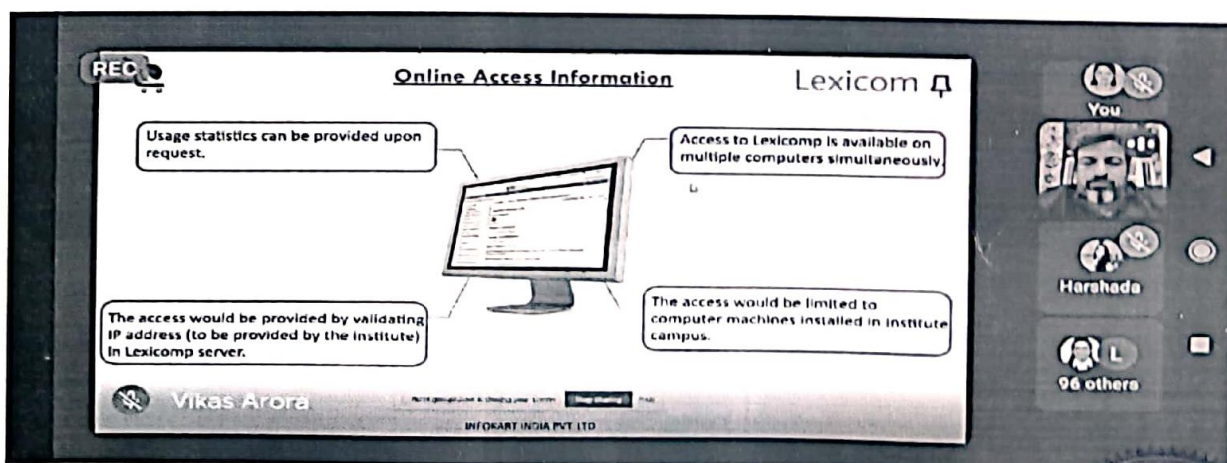 REC
Online Access Information
Lexicom
Usage statistics can be provided upon
request.
Access to Lexicomp is available on
multiple computers simultaneously.
The access would be provided by validating
IP address (to be provided by the institute)
in Lexicomp server.
The access would be limited to
computer machines installed in institute
campus.
Vikas Arora
Stop sharing
Hide
INFOKART INDIA PVT LTD
You
Harshada
L
96 others